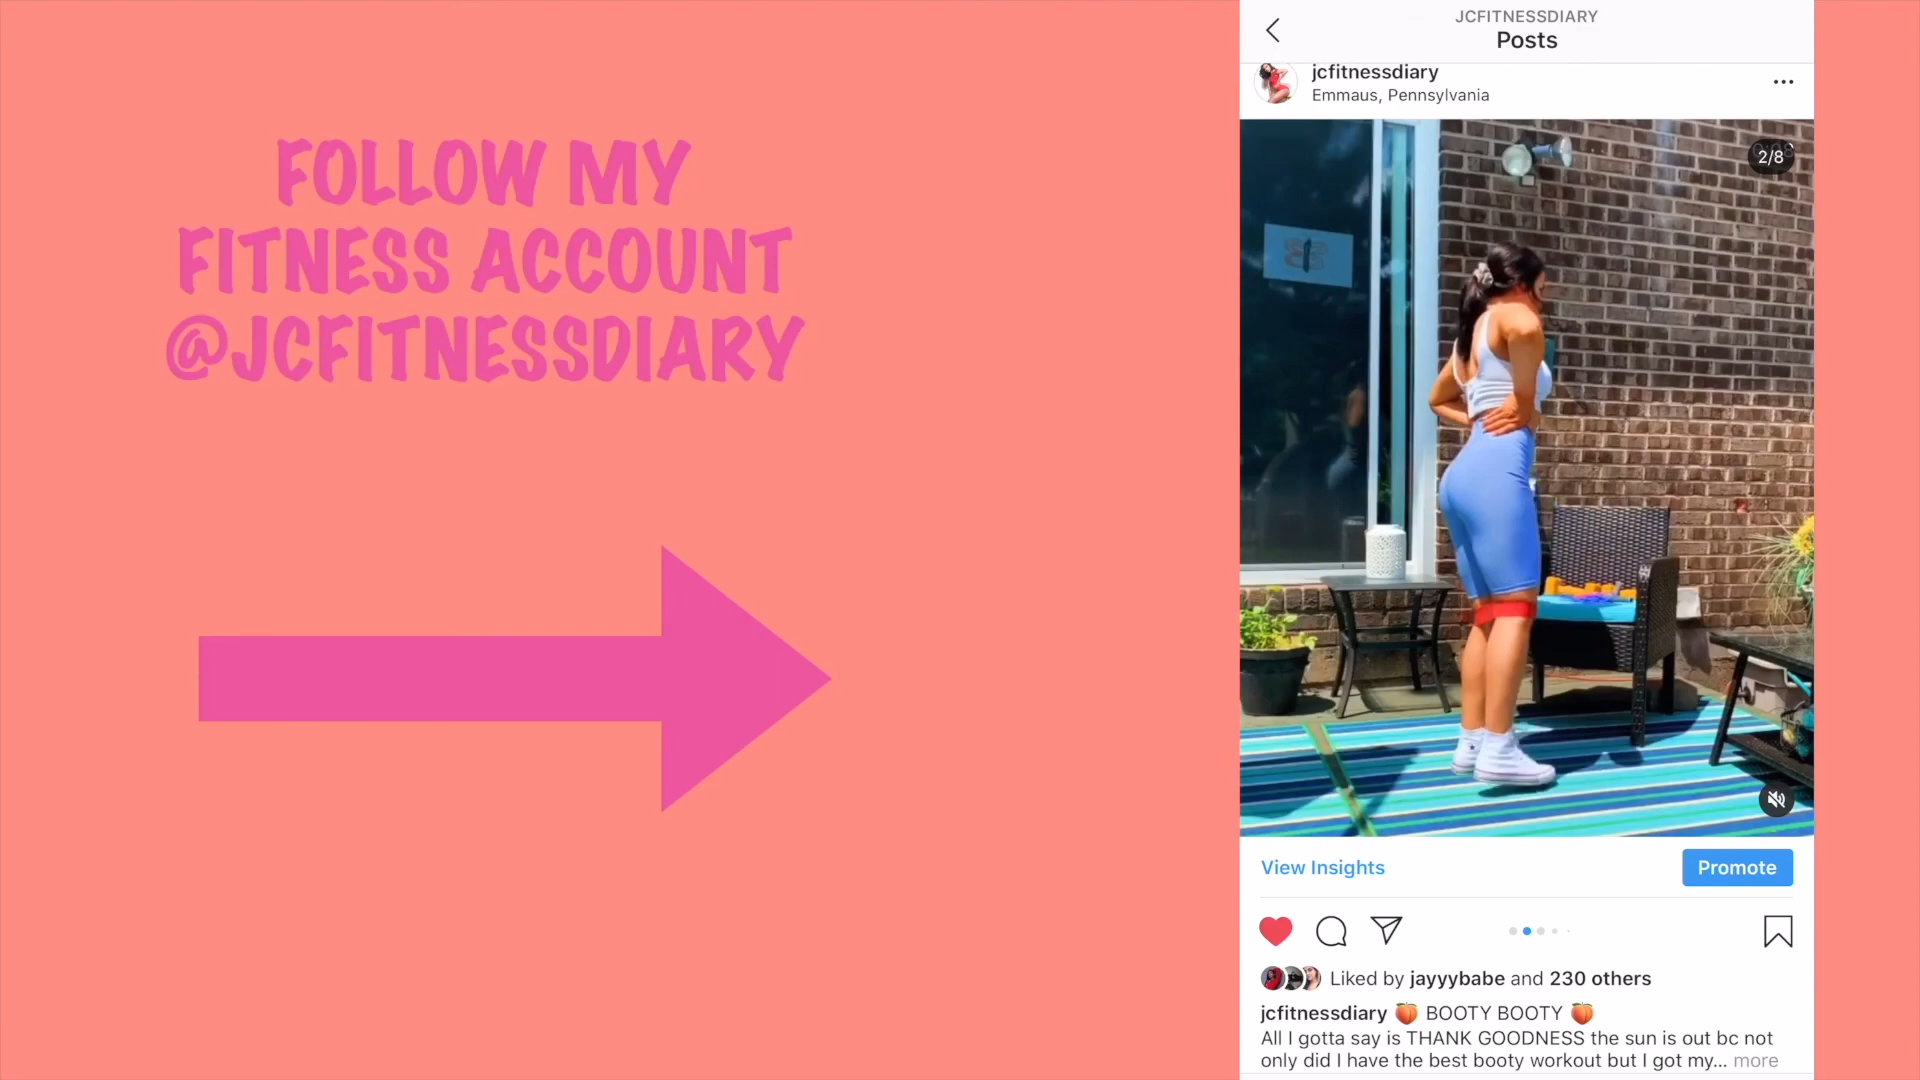 FOLLOW MY
FITNESS ACCOUNT
@JCFITNESSDIARY
JCFITNESSDIARY
Posts
jcfitnessdiary
Emmaus, Pennsylvania
2/8
View Insights
Promote
Liked by jayyybabe and 230 others
jcfitnessdiary 🍑 BOOTY BOOTY 🍑
All I gotta say is THANK GOODNESS the sun is out bc not
only did I have the best booty workout but I got my... more